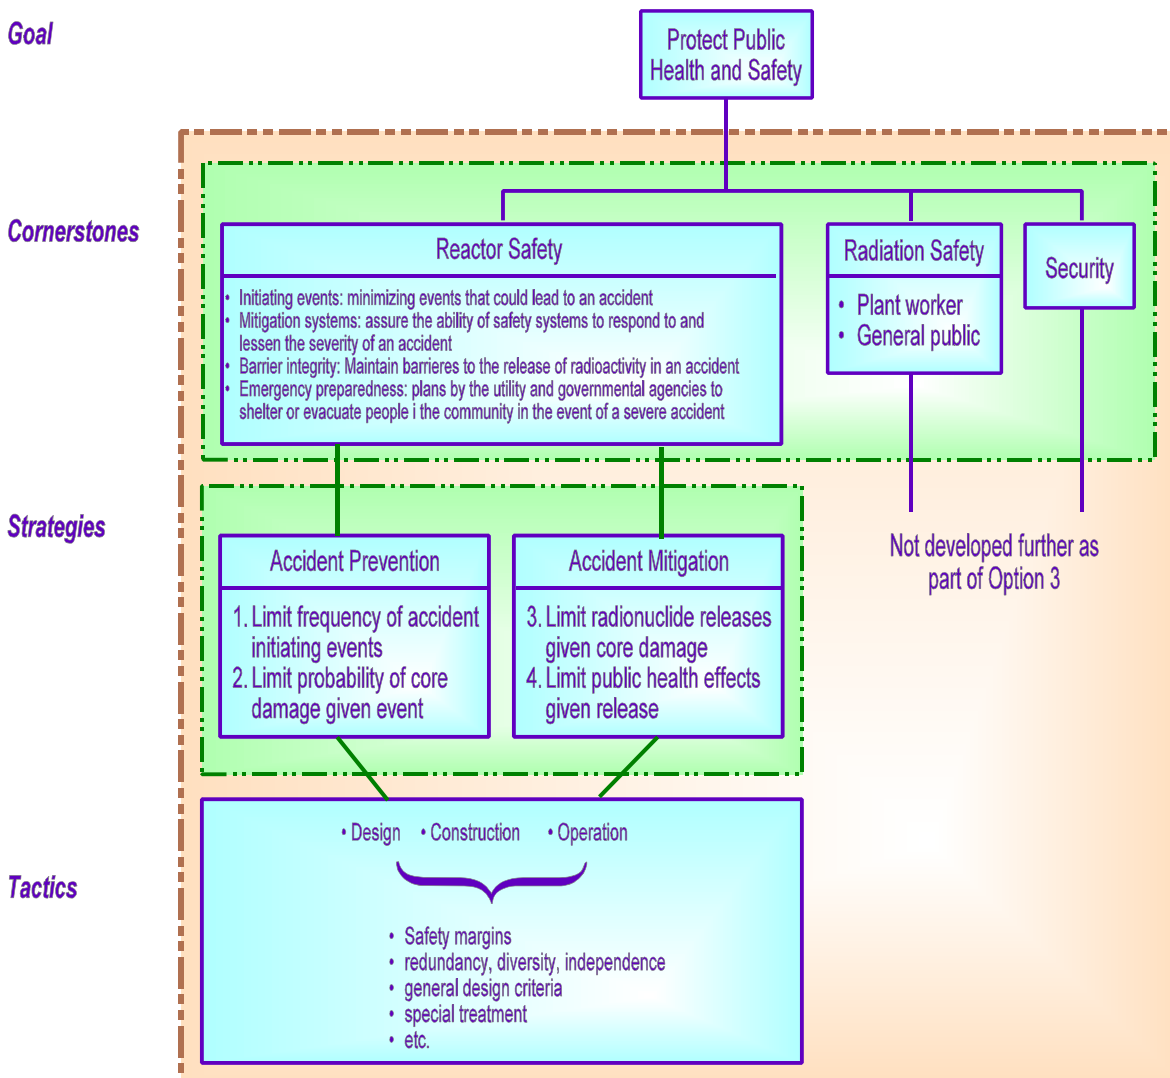 Goal
Protect Public
Health and Safety
Cornerstones
Reactor Safety
• Initiating events: minimizing events that could lead to an accident
• Mitigation systems: assure the ability of safety systems to respond to and
lessen the severity of an accident
• Barrier integrity: Maintain barrieres to the release of radioactivity in an accident
• Emergency preparedness: plans by the utility and governmental agencies to
shelter or evacuate people i the community in the event of a severe accident
Radiation Safety
• Plant worker
• General public
Security
Strategies
Accident Prevention
1. Limit frequency of accident
initiating events
2. Limit probability of core
damage given event
Accident Mitigation
3. Limit radionuclide releases
given core damage
4. Limit public health effects
given release
Not developed further as
part of Option 3
Tactics
• Design • Construction • Operation
• Safety margins
• redundancy, diversity, independence
• general design criteria
• special treatment
• etc.